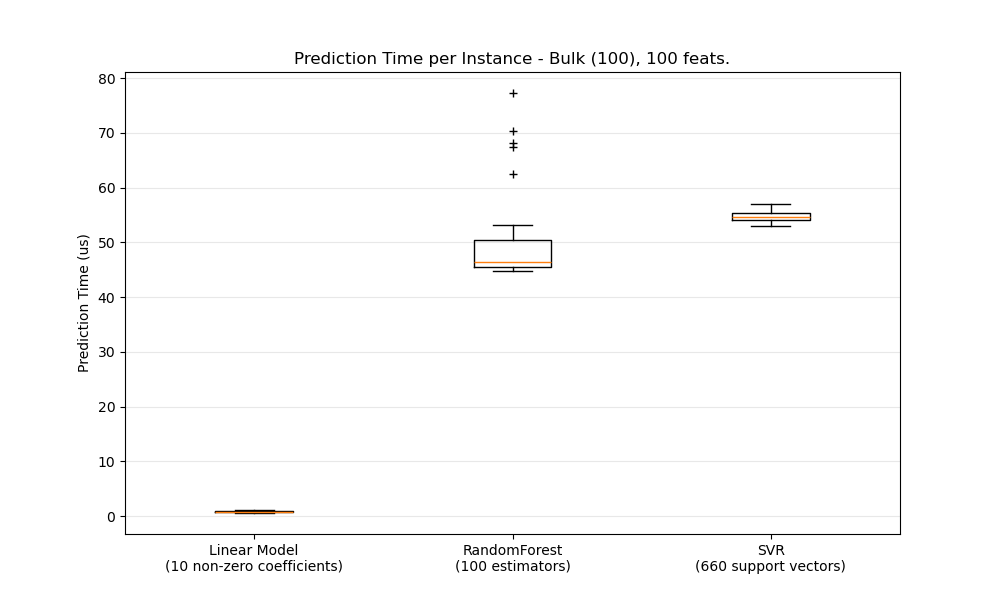 Prediction Time per Instance - Bulk (100), 100 feats.
80
70
60
50
40
30
20
10
0
Prediction Time (us)
Linear Model
(10 non-zero coefficients)
RandomForest
(100 estimators)
SVR
(660 support vectors)